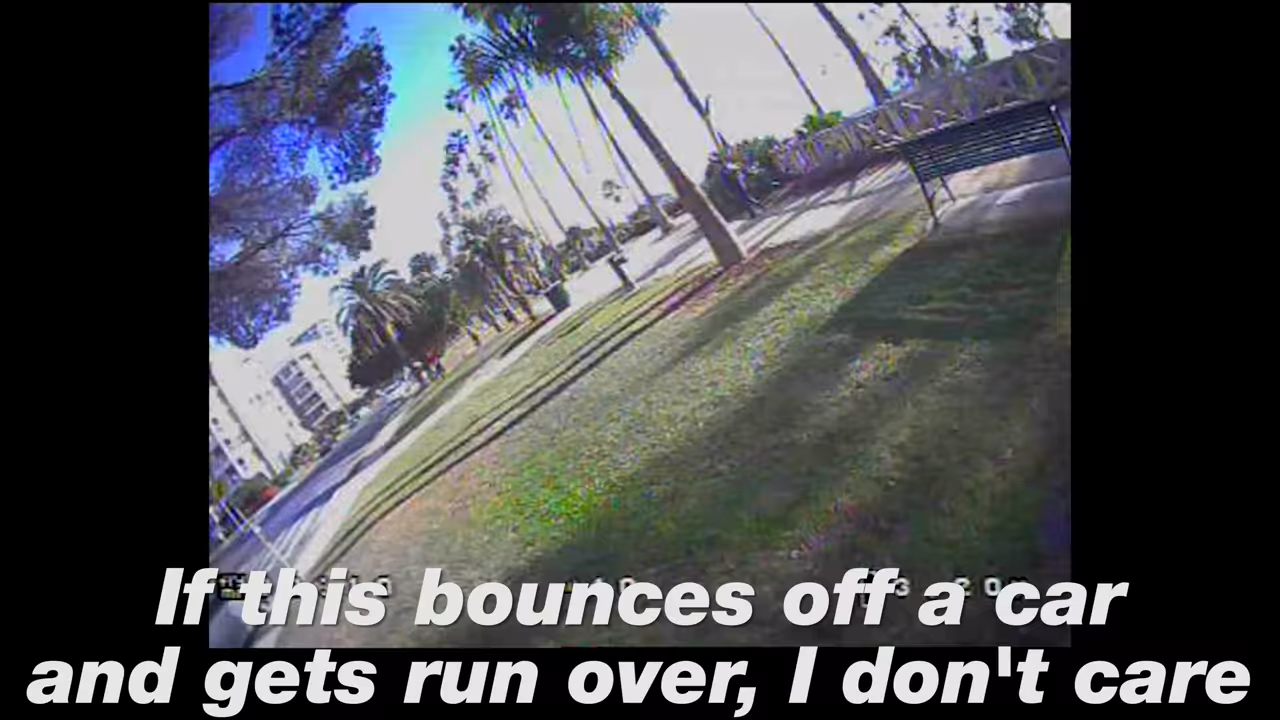 If this bounces off a car
and gets run over, I don't care